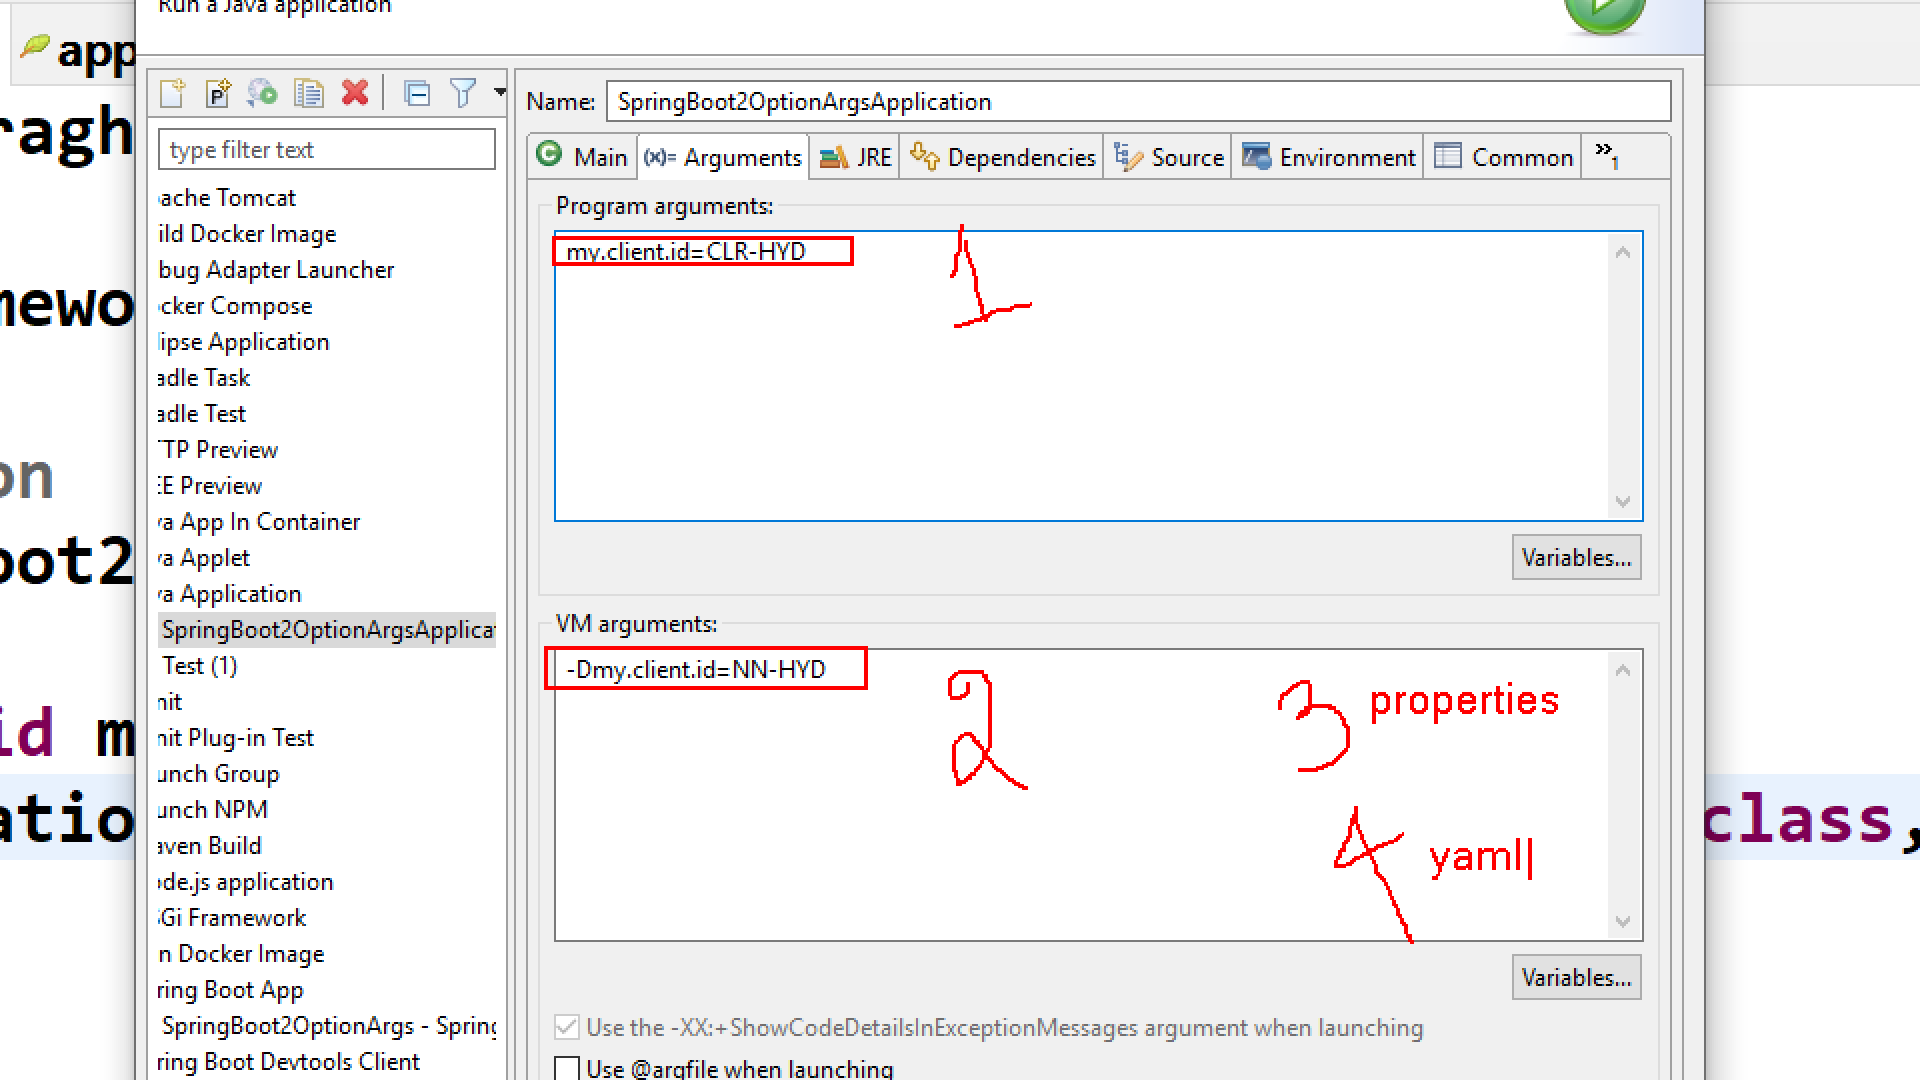 Run a Java application
app
ragh
mewo
on
oot2
id m
atio
class,
type filter text
ache Tomcat
ild Docker Image
bug Adapter Launcher
cker Compose
lipse Application
adle Task
adle Test
TP Preview
EE Preview
va App In Container
va Applet
va Application
SpringBoot2OptionArgsApplicat
Test (1)
nit
nit Plug-in Test
unch Group
unch NPM
aven Build
de.js application
Gi Framework
n Docker Image
ring Boot App
SpringBoot2OptionArgs - Spring
ring Boot Devtools Client
Name: SpringBoot2OptionArgsApplication
Main (x)= Arguments JRE Dependencies Source Environment Common »1
Program arguments:
my.client.id=CLR-HYD
1
Variables...
VM arguments:
-Dmy.client.id=NN-HYD
2
3 properties
4 yaml
Variables...
Use the -XX:+ShowCodeDetailsInExceptionMessages argument when launching
Use @argfile when launching